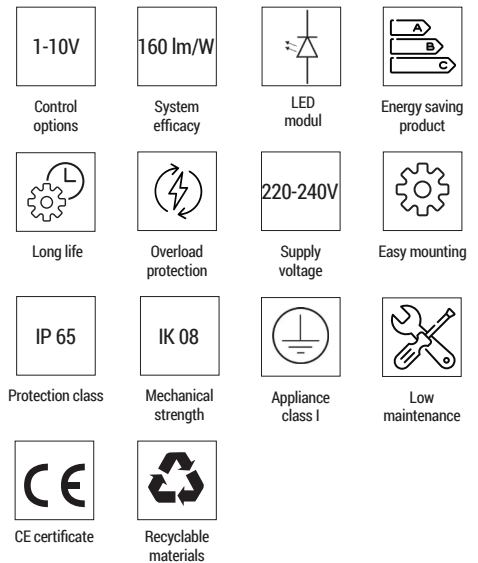 1-10V
Control
options
160 lm/W
System
efficacy
LED
modul
A
B
C
Energy saving
product
Long life
Overload
protection
220-240V
Supply
voltage
Easy mounting
IP 65
Protection class
IK 08
Mechanical
strength
Appliance
class I
Low
maintenance
CE
CE certificate
Recyclable
materials